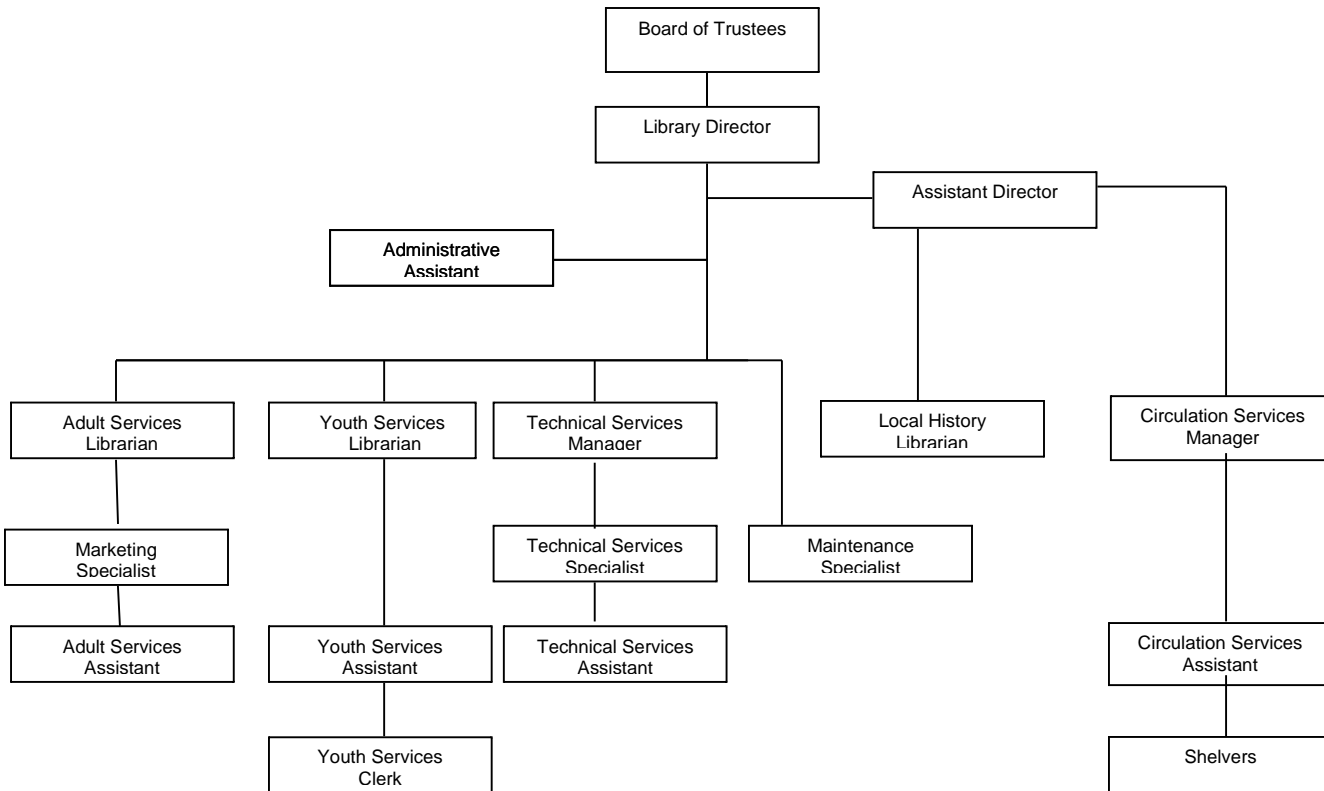 Board of Trustees
Library Director
Assistant Director
Administrative
Assistant
Adult Services
Librarian
Youth Services
Librarian
Technical Services
Manager
Local History
Librarian
Circulation Services
Manager
Marketing
Specialist
Technical Services
Specialist
Maintenance
Specialist
Adult Services
Assistant
Youth Services
Assistant
Technical Services
Assistant
Circulation Services
Assistant
Youth Services
Clerk
Shelvers